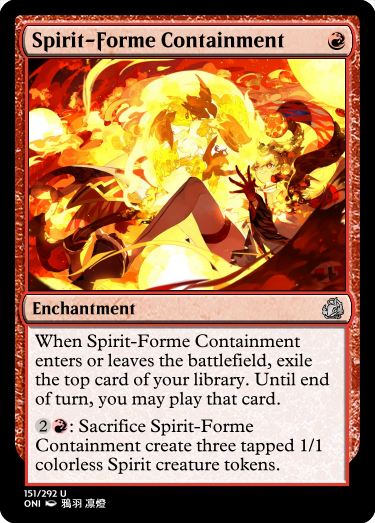 Spirit-Forme Containment
Enchantment
When Spirit-Forme Containment
enters or leaves the battlefield, exile
the top card of your library. Until end
of turn, you may play that card.
2 R: Sacrifice Spirit-Forme
Containment create three tapped 1/1
colorless Spirit creature tokens.
151/292 U
ONI 鴉羽 凛燈